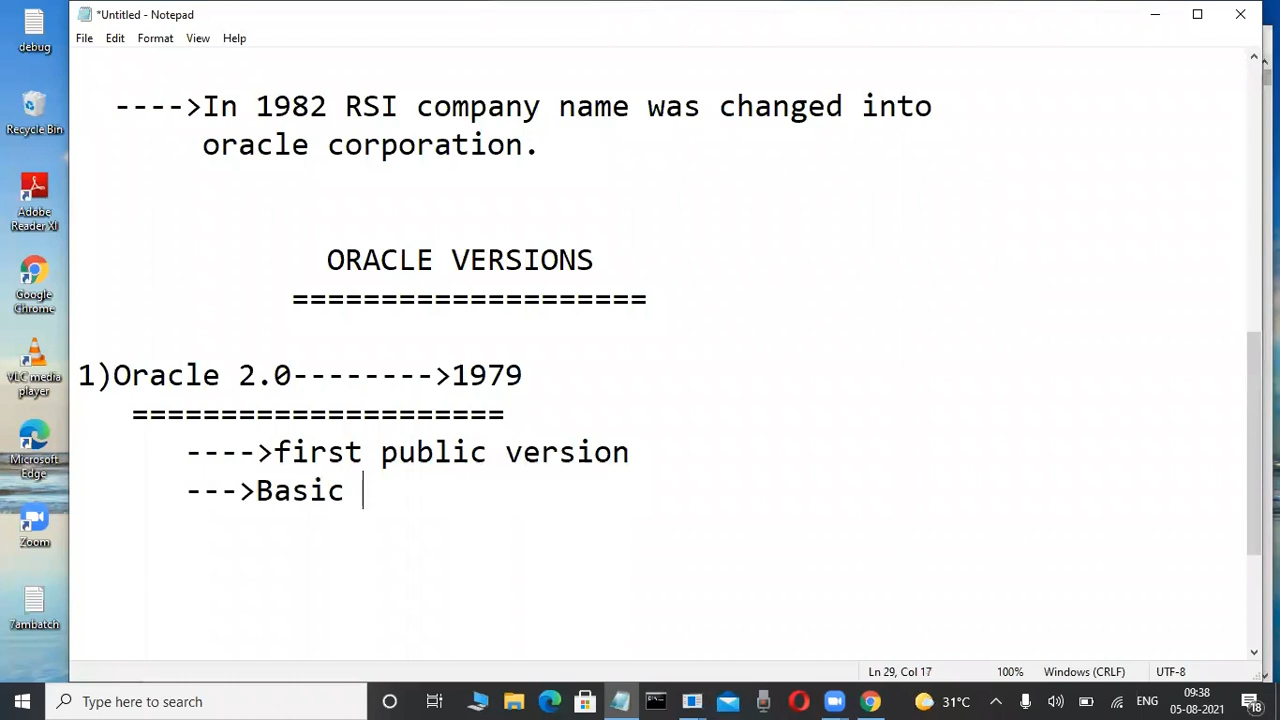 *Untitled - Notepad
File Edit Format View Help
debug
Recycle Bin
Adobe
Reader XI
Google
Chrome
VLC media
player
Microsoft
Edge
Zoom
7ambatch
---->In 1982 RSI company name was changed into
oracle corporation.
ORACLE VERSIONS
====================
1)Oracle 2.0-------->1979
=====================
---->first public version
--->Basic
Ln 29, Col 17 100% Windows (CRLF) UTF-8
Type here to search 31°C ENG 09:38
05-08-2021 18